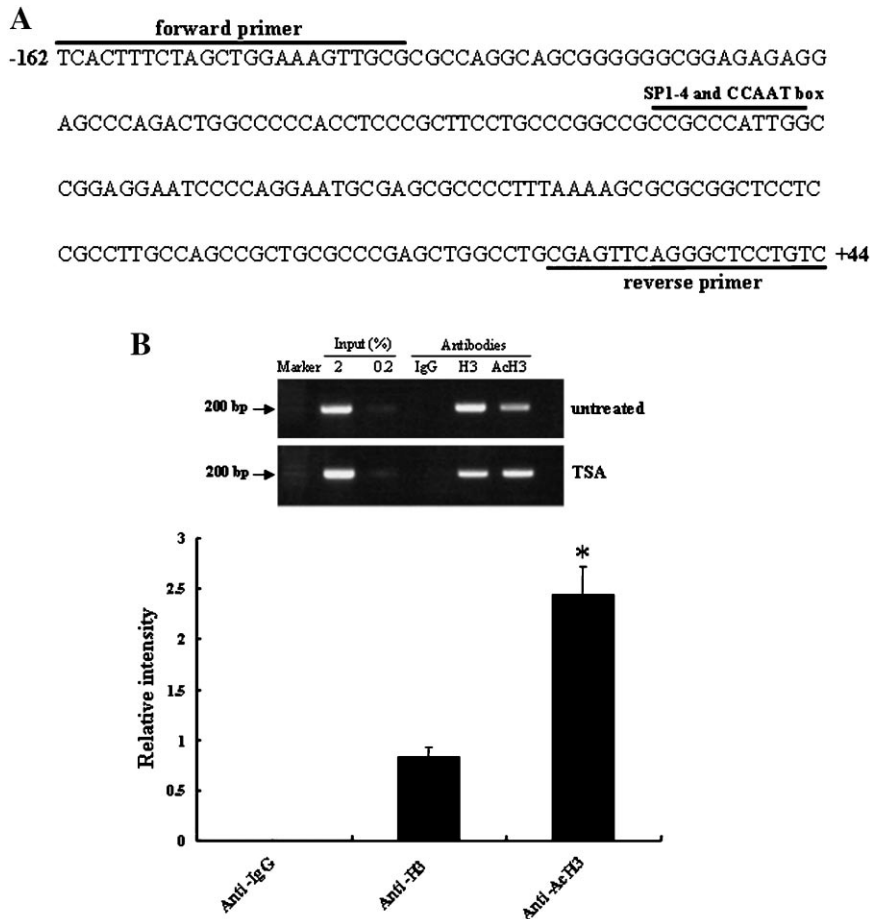 A
forward primer
-162 TCACTTTCTAGCTGGAAAGTTGCGCGCCAGGCAGCGGGGGGCGGAGAGAGG
SP1-4 and CCAAT box
AGCCCAGACTGGCCCCCACCTCCCGCTTCCTGCCCGGCCGCCGCCCATTGGC
CGGAGGAATCCCCAGGAATGCGAGCGCCCCTTTAAAAGCGCGCGGCTCCTC
CGCCTTGCCAGCCGCTGCGCCCGAGCTGGCCTGCGAGTTCAGGGCTCCTGTC +44
reverse primer
B
Input (%) Antibodies
Marker 2 0.2 IgG H3 AcH3
200 bp untreated
200 bp TSA
3
2.5
2
1.5
1
0.5
0
Relative intensity
*
Anti-IgG
Anti-H3
Anti-AcH3